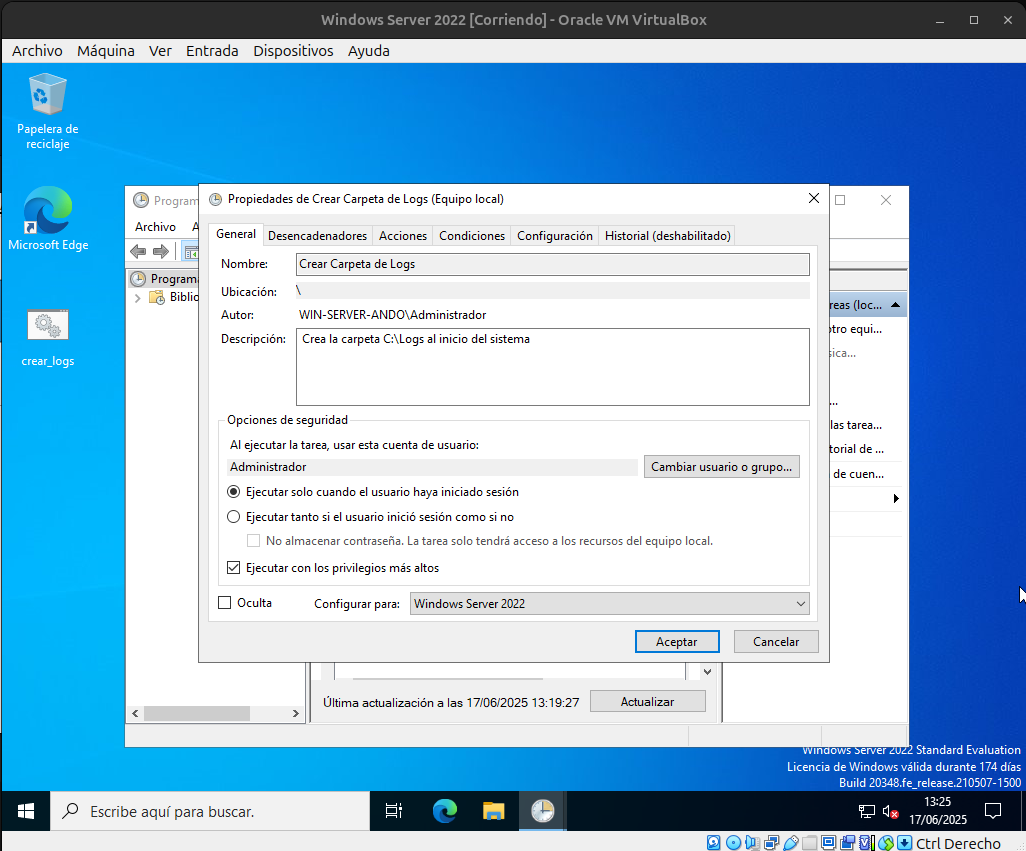 Windows Server 2022 [Corriendo] - Oracle VM VirtualBox
Archivo Máquina Ver Entrada Dispositivos Ayuda
Papelera de
reciclaje
Microsoft Edge
crear_logs
Program
Archivo
Programa
Biblio
Propiedades de Crear Carpeta de Logs (Equipo local)
General Desencadenadores Acciones Condiciones Configuración Historial (deshabilitado)
Nombre: Crear Carpeta de Logs
Ubicación: \
Autor: WIN-SERVER-ANDO\Administrador
Descripción: Crea la carpeta C:\Logs al inicio del sistema
Opciones de seguridad
Al ejecutar la tarea, usar esta cuenta de usuario:
Administrador Cambiar usuario o grupo...
Ejecutar solo cuando el usuario haya iniciado sesión
Ejecutar tanto si el usuario inició sesión como si no
No almacenar contraseña. La tarea solo tendrá acceso a los recursos del equipo local.
Ejecutar con los privilegios más altos
Oculta Configurar para: Windows Server 2022
Aceptar Cancelar
reas (loc...
otro equi...
sica...
las tarea...
torial de ...
de cuen...
Última actualización a las 17/06/2025 13:19:27 Actualizar
Windows Server 2022 Standard Evaluation
Licencia de Windows válida durante 174 días
Build 20348.fe_release.210507-1500
Escribe aquí para buscar.
13:25
17/06/2025
Ctrl Derecho